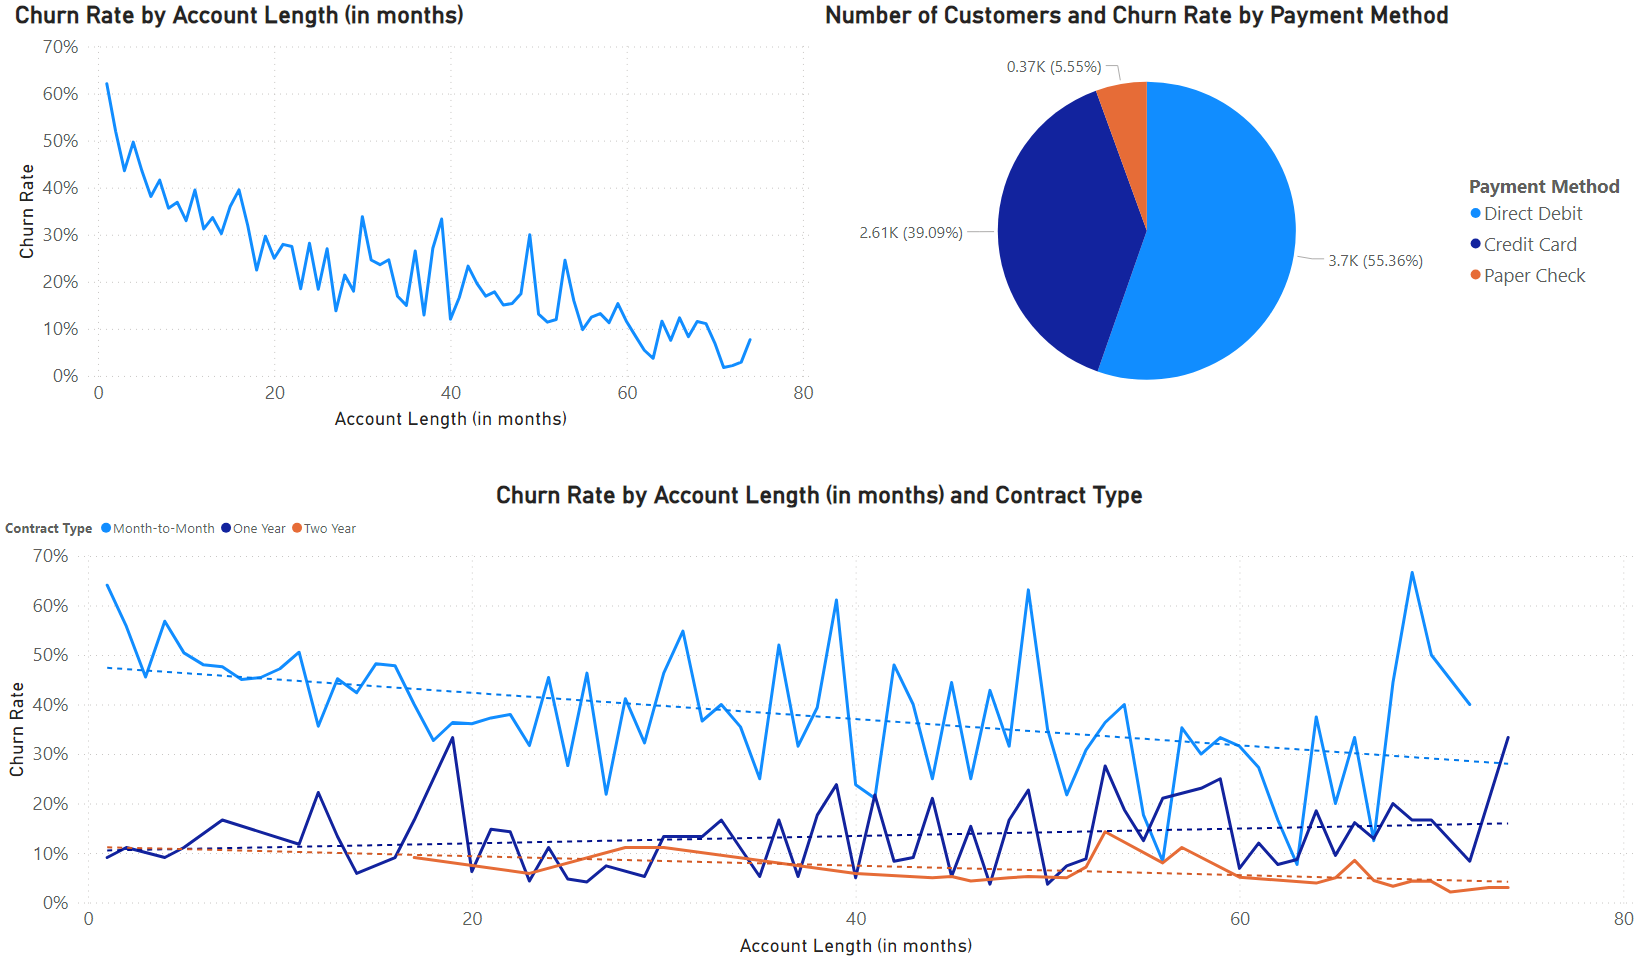 Churn Rate by Account Length (in months)
70%
60%
50%
40%
30%
20%
10%
0%
Churn Rate
0 20 40 60 80
Account Length (in months)
Number of Customers and Churn Rate by Payment Method
0.37K (5.55%)
2.61K (39.09%)
3.7K (55.36%)
Payment Method
Direct Debit
Credit Card
Paper Check
Churn Rate by Account Length (in months) and Contract Type
Contract Type Month-to-Month One Year Two Year
70%
60%
50%
40%
30%
20%
10%
0%
Churn Rate
0 20 40 60 80
Account Length (in months)